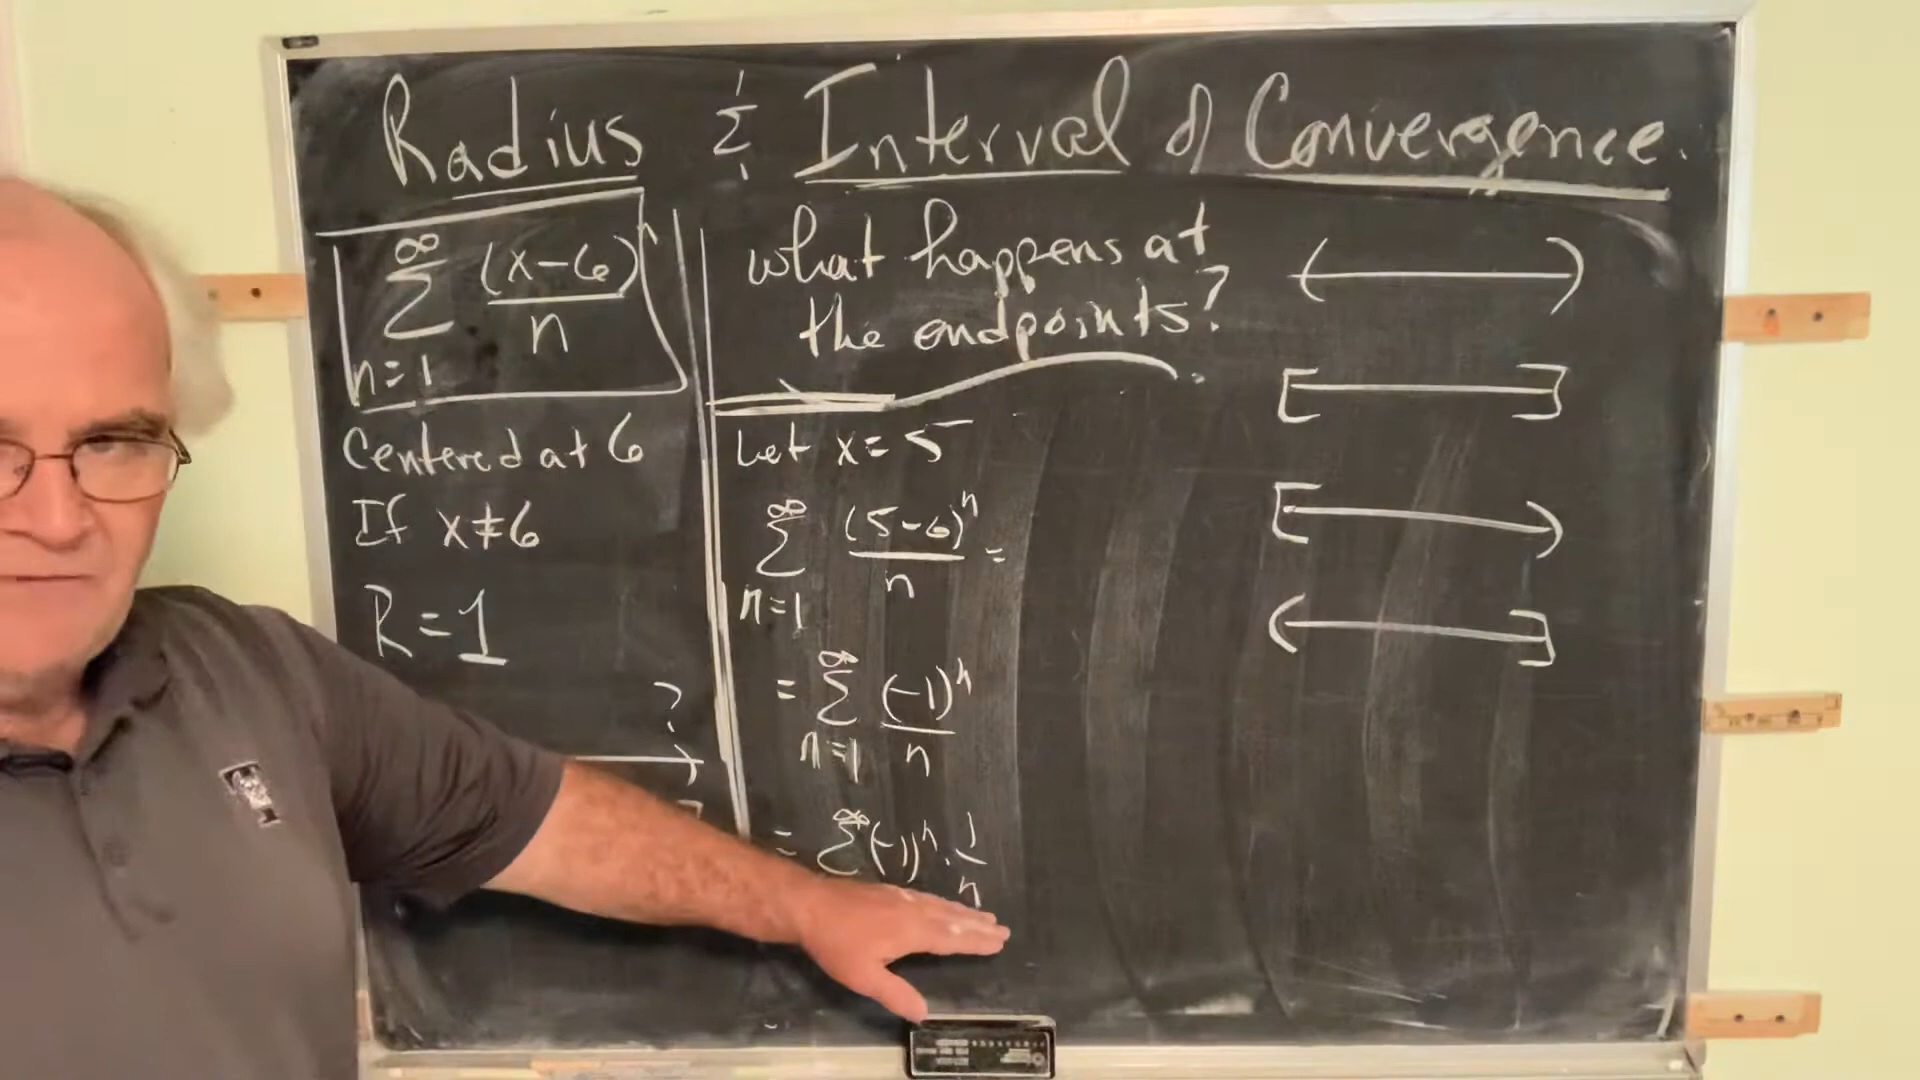 Radius & Interval of Convergence.
∞
Σ (x-6)^n
n=1 n
Centered at 6
If x≠6
R=1
?
What happens at
the endpoints?
Let x=5
∞
Σ (5-6)^n =
n=1 n
∞
= Σ (-1)^n
n=1 n
∞
= Σ (-1)^n · 1
n
T